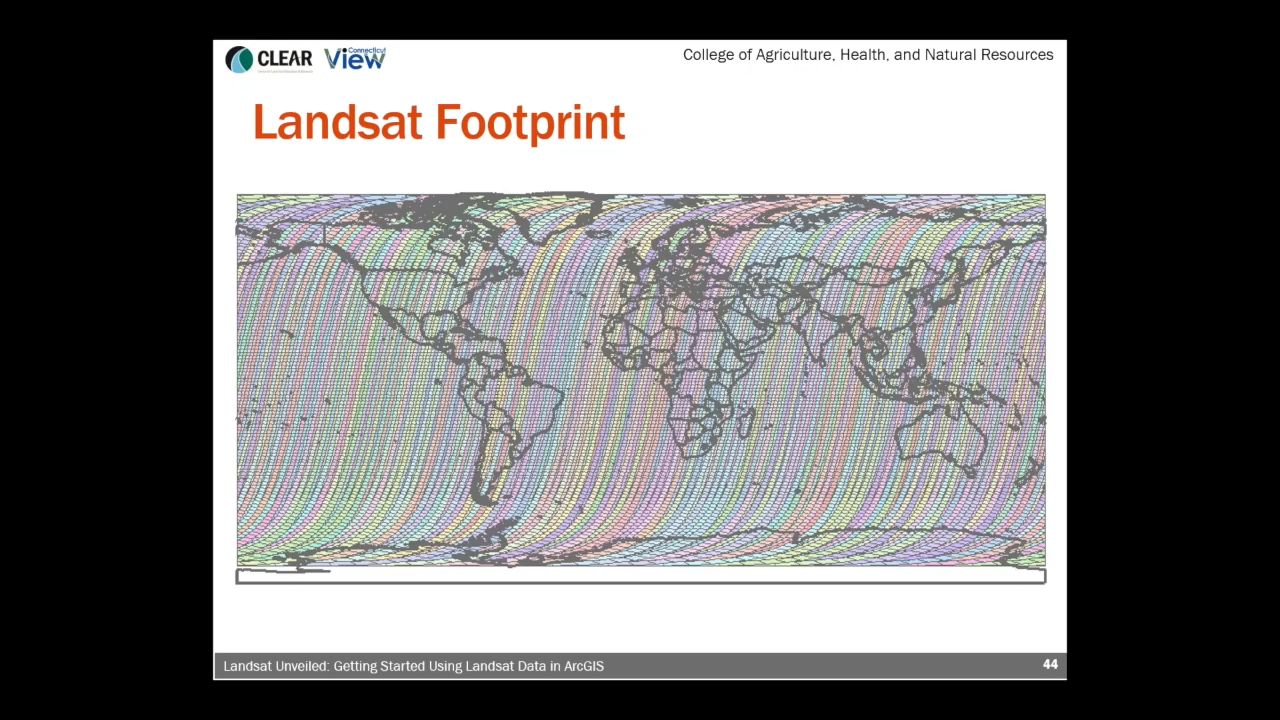 CLEAR
Connecticut
View
College of Agriculture, Health, and Natural Resources
Landsat Footprint
Landsat Unveiled: Getting Started Using Landsat Data in ArcGIS
44